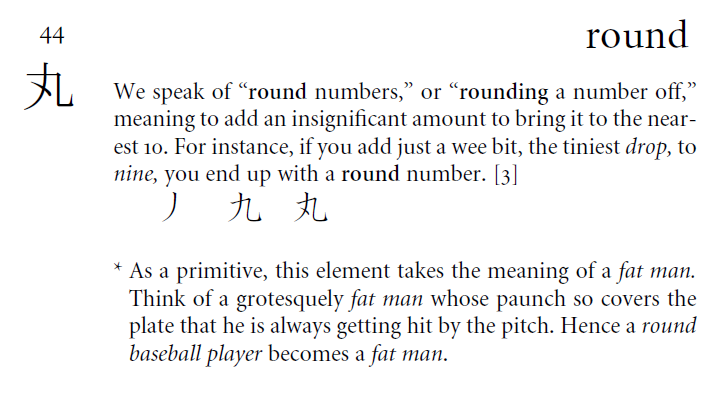 44 round
丸
We speak of “round numbers,” or “rounding a number off,”
meaning to add an insignificant amount to bring it to the near-
est 10. For instance, if you add just a wee bit, the tiniest drop, to
nine, you end up with a round number. [3]
丿 九 丸
* As a primitive, this element takes the meaning of a fat man.
Think of a grotesquely fat man whose paunch so covers the
plate that he is always getting hit by the pitch. Hence a round
baseball player becomes a fat man.